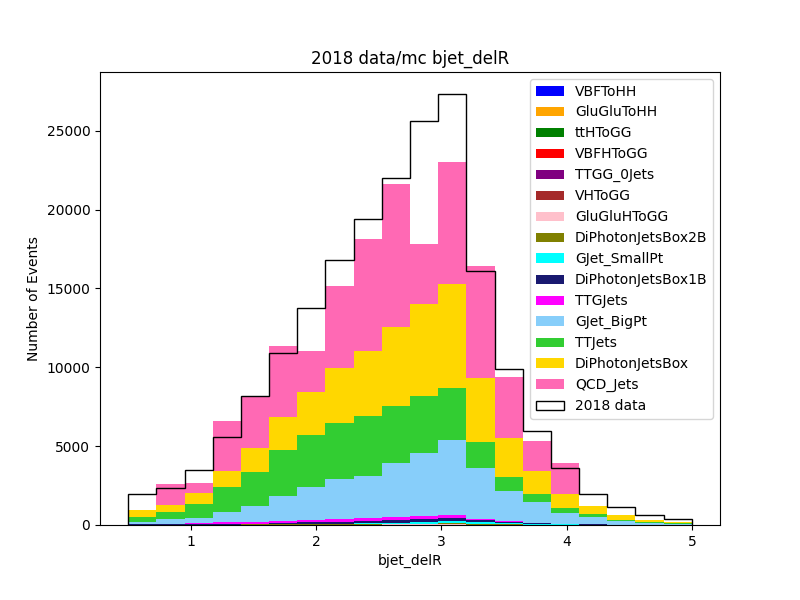 2018 data/mc bjet_delR
Number of Events
25000
20000
15000
10000
5000
0
1
2
3
4
5
bjet_delR
VBFToHH
GluGluToHH
ttHToGG
VBFHToGG
TTGG_0Jets
VHToGG
GluGluHToGG
DiPhotonJetsBox2B
GJet_SmallPt
DiPhotonJetsBox1B
TTGJets
GJet_BigPt
TTJets
DiPhotonJetsBox
QCD_Jets
2018 data